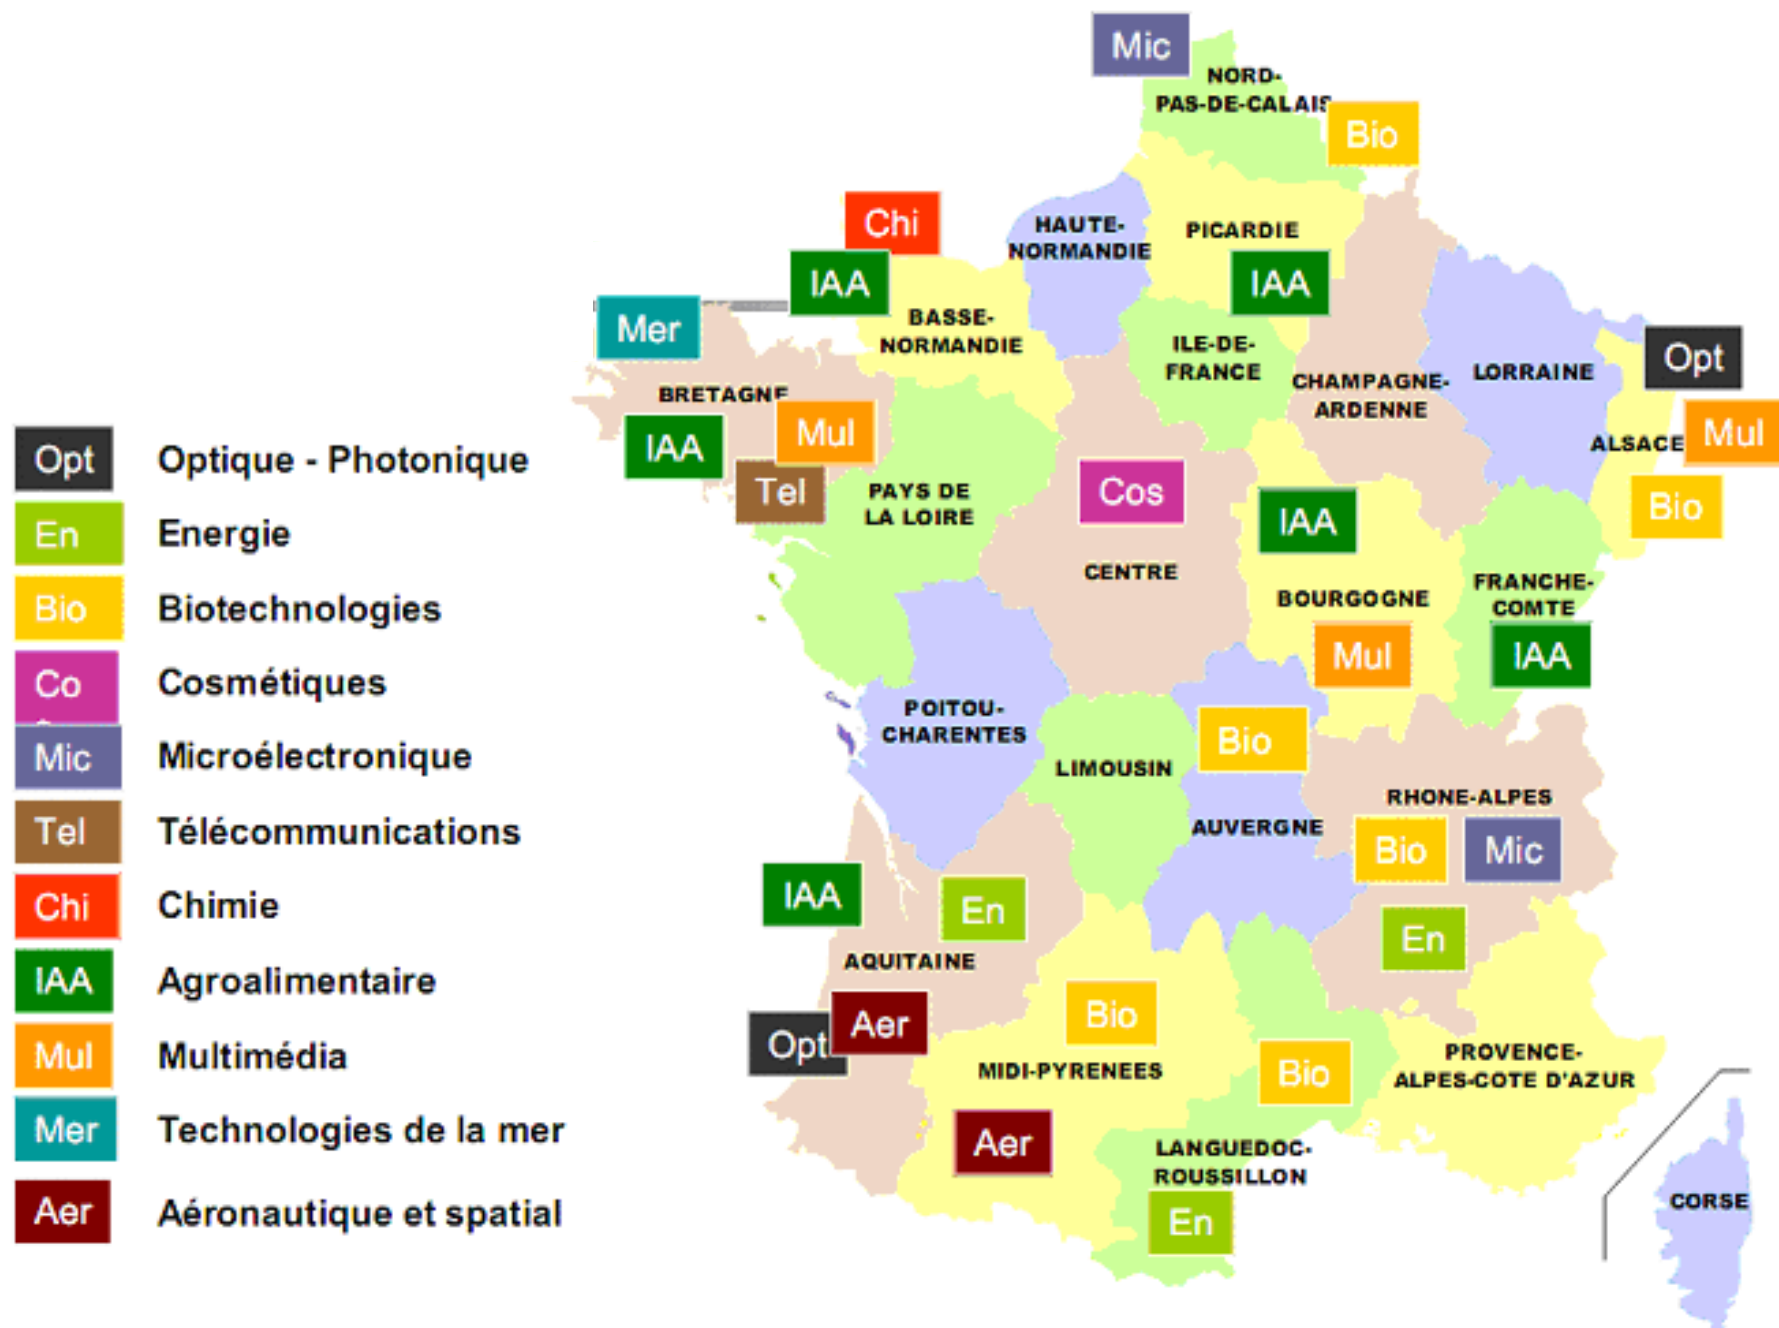 Opt Optique - Photonique
En Energie
Bio Biotechnologies
Co Cosmétiques
Mic Microélectronique
Tel Télécommunications
Chi Chimie
IAA Agroalimentaire
Mul Multimédia
Mer Technologies de la mer
Aer Aéronautique et spatial
Mic
NORD-
PAS-DE-CALAIS
Bio
Chi
IAA
HAUTE-
NORMANDIE
PICARDIE
IAA
Mer
BASSE-
NORMANDIE
ILE-DE-
FRANCE
CHAMPAGNE-
ARDENNE
LORRAINE
Opt
BRETAGNE
IAA
Mul
Tel
ALSACE
Mul
Bio
PAYS DE
LA LOIRE
Cos
CENTRE
IAA
BOURGOGNE
Mul
FRANCHE-
COMTE
IAA
POITOU-
CHARENTES
LIMOUSIN
Bio
AUVERGNE
RHONE-ALPES
Bio
Mic
En
IAA
En
AQUITAINE
Opt
Aer
Bio
MIDI-PYRENEES
Aer
Bio
LANGUEDOC-
ROUSSILLON
En
PROVENCE-
ALPES-COTE D'AZUR
CORSE